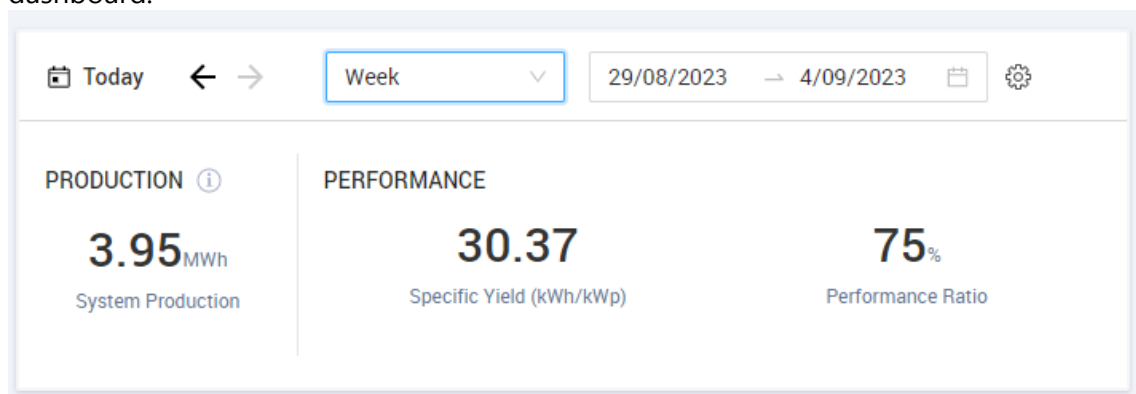 dashboard.
Today Week 29/08/2023 → 4/09/2023
PRODUCTION PERFORMANCE
3.95MWh 30.37 75%
System Production Specific Yield (kWh/kWp) Performance Ratio